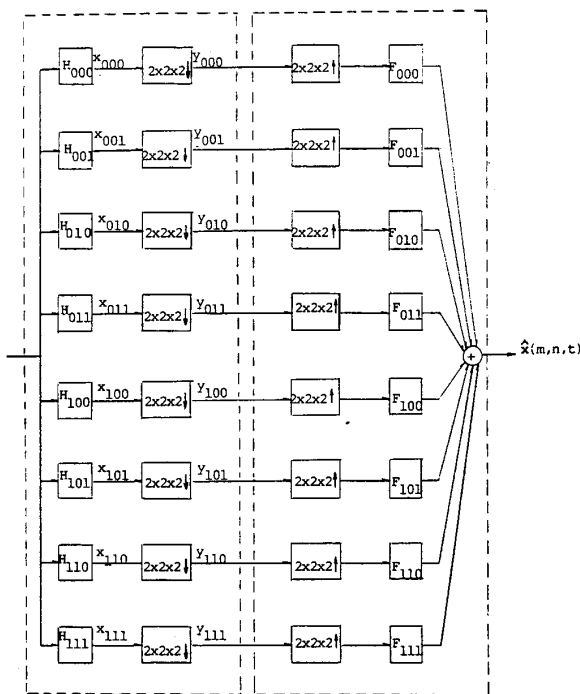 H000 x000 2x2x2↓ y000 2x2x2↑ F000
H001 x001 2x2x2↓ y001 2x2x2↑ F001
H010 x010 2x2x2↓ y010 2x2x2↑ F010
H011 x011 2x2x2↓ y011 2x2x2↑ F011
+ x̂(m,n,t)
H100 x100 2x2x2↓ y100 2x2x2↑ F100
H101 x101 2x2x2↓ y101 2x2x2↑ F101
H110 x110 2x2x2↓ y110 2x2x2↑ F110
H111 x111 2x2x2↓ y111 2x2x2↑ F111